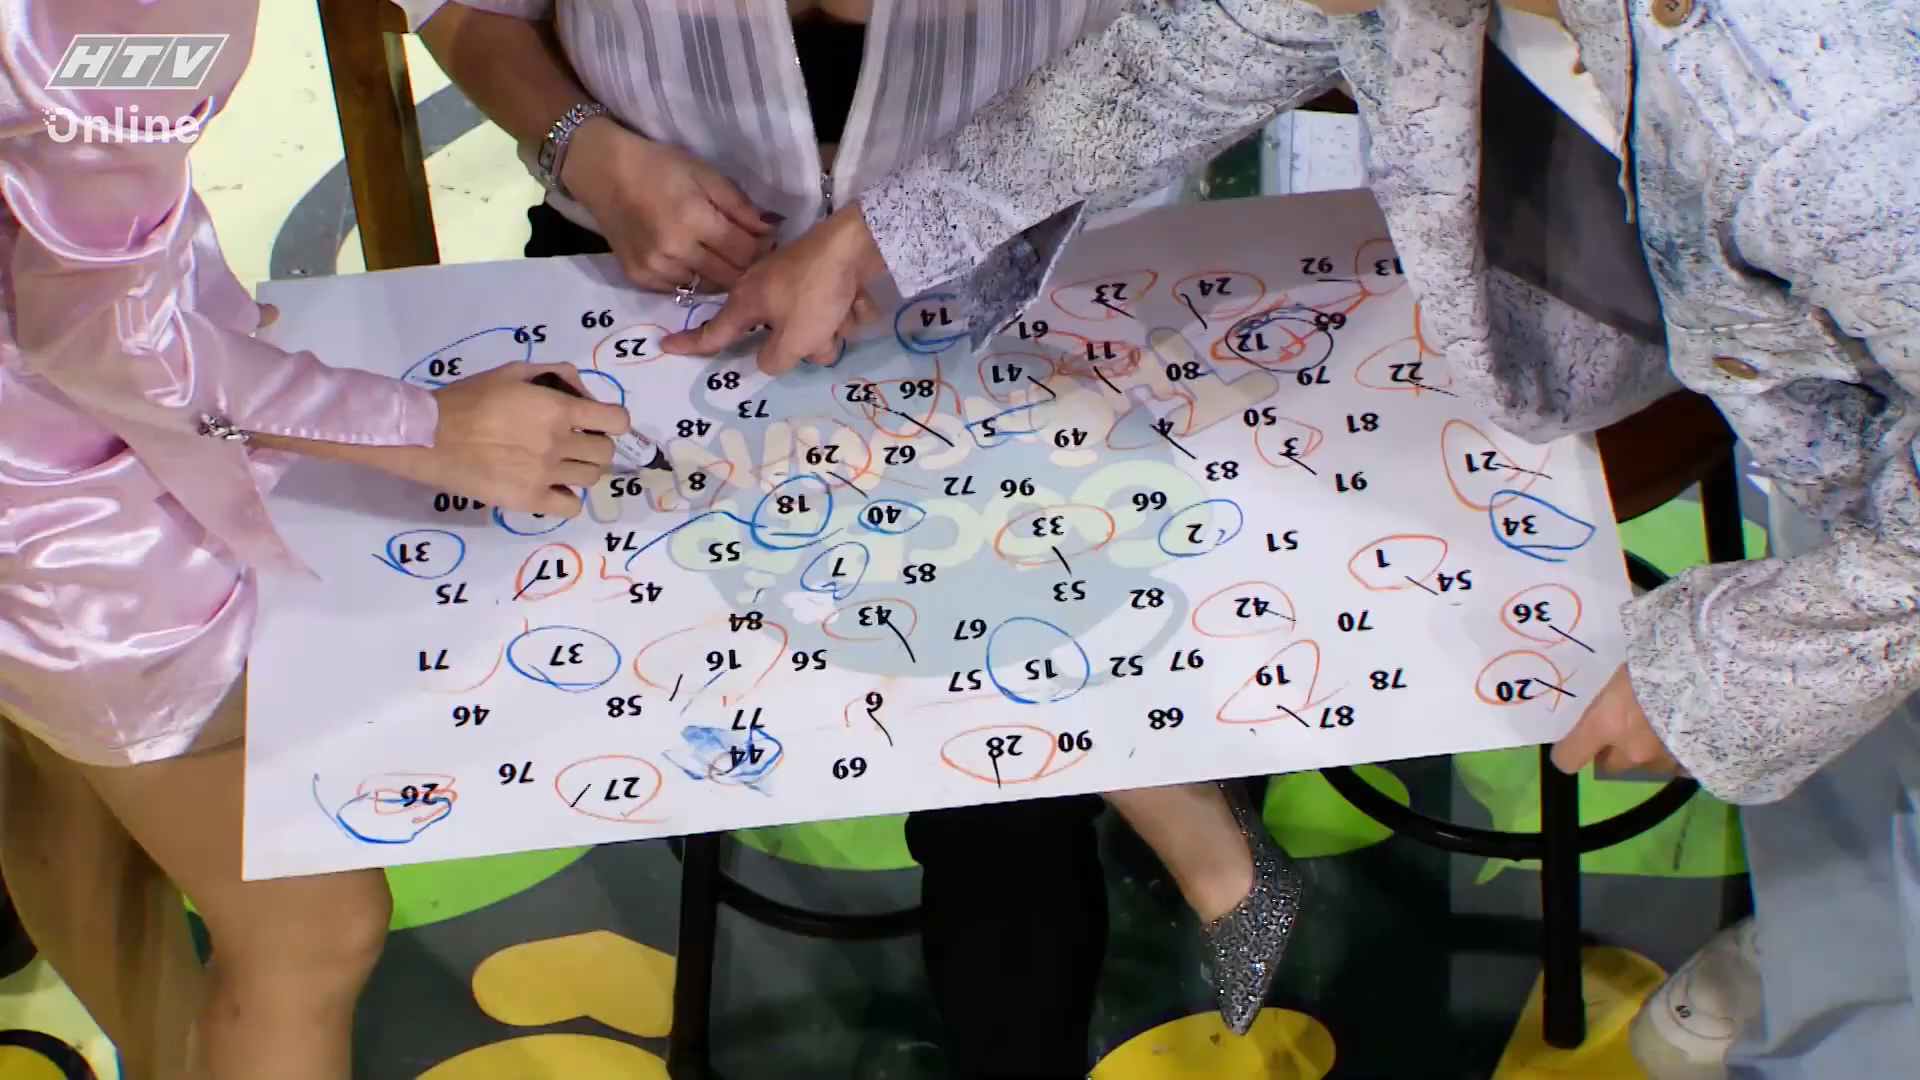 HTV
Online
92 13
23 24
99 14 61 65
59 25 12
30 11
89 41 80 79 22
32 86
73 5 4 50 81
48 49 3
29 62 83 21
95 8 72 96 91
100 18 40 66
33 2 34
31 74 55 51
17 7 85 1 54
75 45 53 82 42
84 43 67 70 36
71 37 16 56 15 52 97
57 19 78 20
46 58 77 6 68 87
76 44 69 28 90
26 27